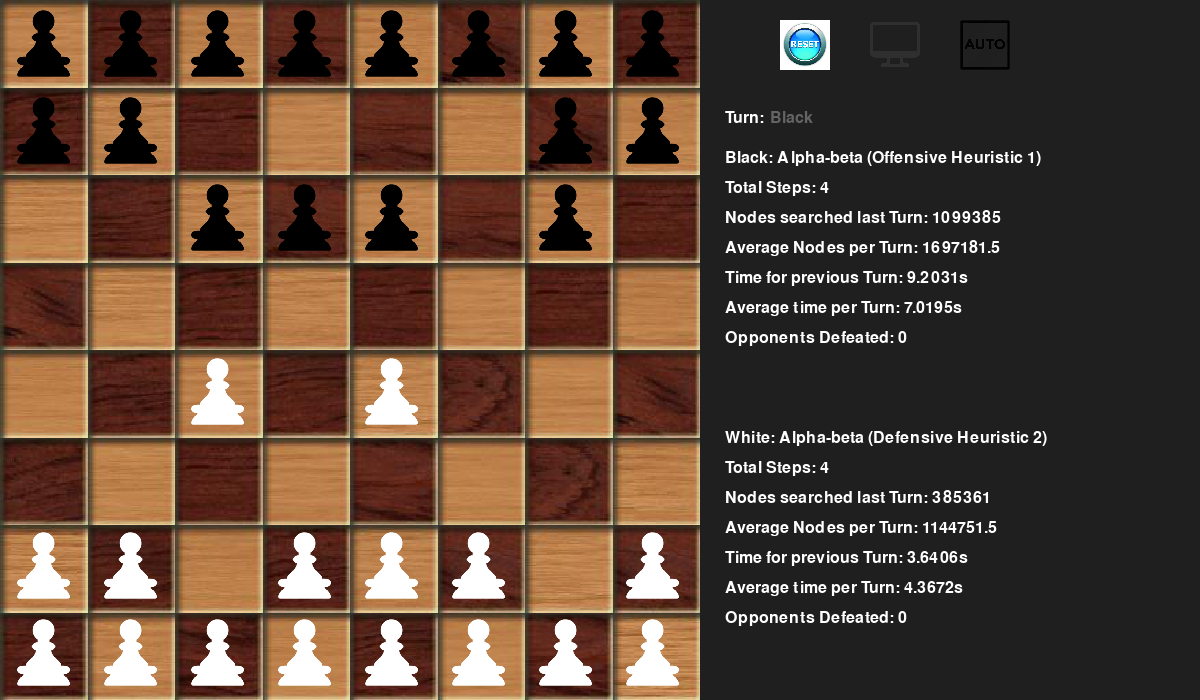 RESET
AUTO
Turn: Black
Black: Alpha-beta (Offensive Heuristic 1)
Total Steps: 4
Nodes searched last Turn: 1099385
Average Nodes per Turn: 1697181.5
Time for previous Turn: 9.2031s
Average time per Turn: 7.0195s
Opponents Defeated: 0
White: Alpha-beta (Defensive Heuristic 2)
Total Steps: 4
Nodes searched last Turn: 385361
Average Nodes per Turn: 1144751.5
Time for previous Turn: 3.6406s
Average time per Turn: 4.3672s
Opponents Defeated: 0